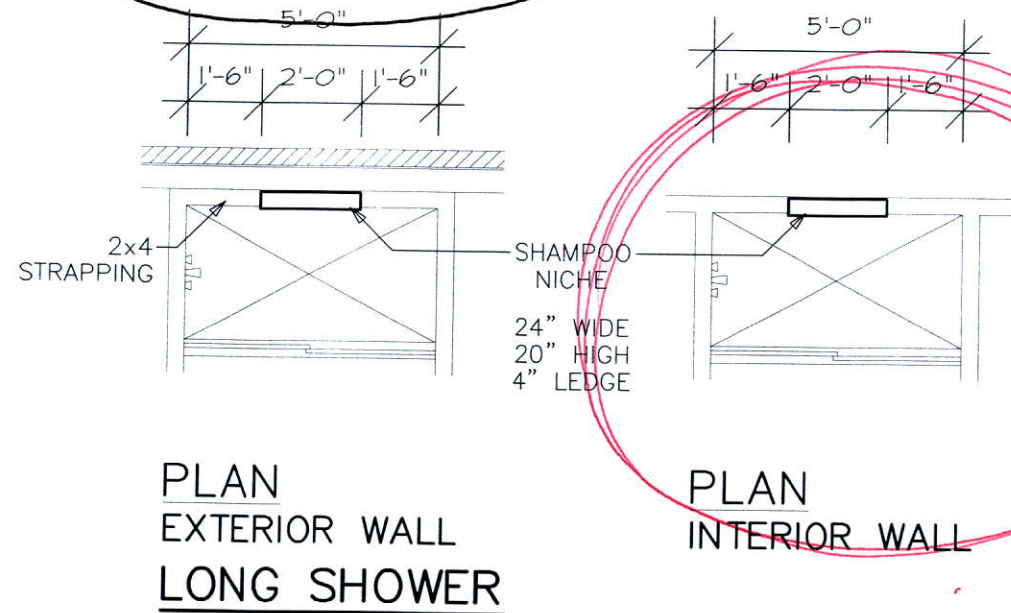 5'-0"
1'-6" 2'-0" 1'-6"
5'-0"
1'-6" 2'-0" 1'-6"
2x4
STRAPPING
SHAMPOO
NICHE
24" WIDE
20" HIGH
4" LEDGE
PLAN
EXTERIOR WALL
LONG SHOWER
PLAN
INTERIOR WALL